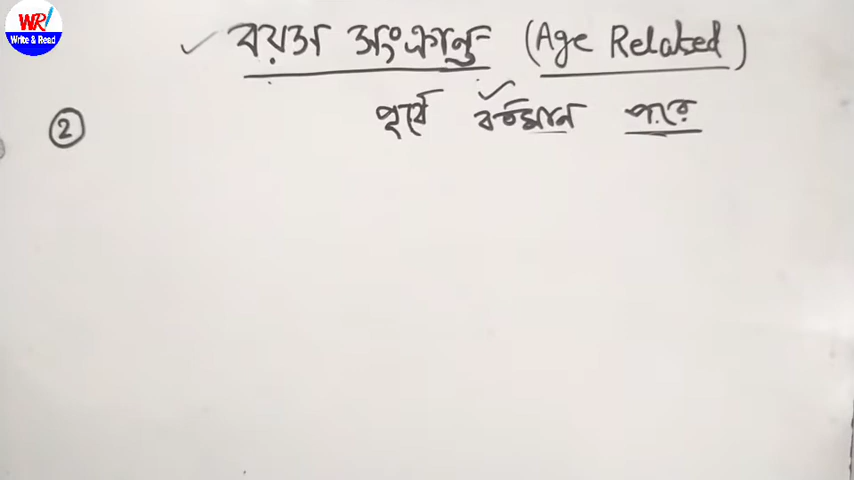 WR
Write & Read
বয়স সংক্রান্ত (Age Related)
পূর্বে বর্তমান পরে
2